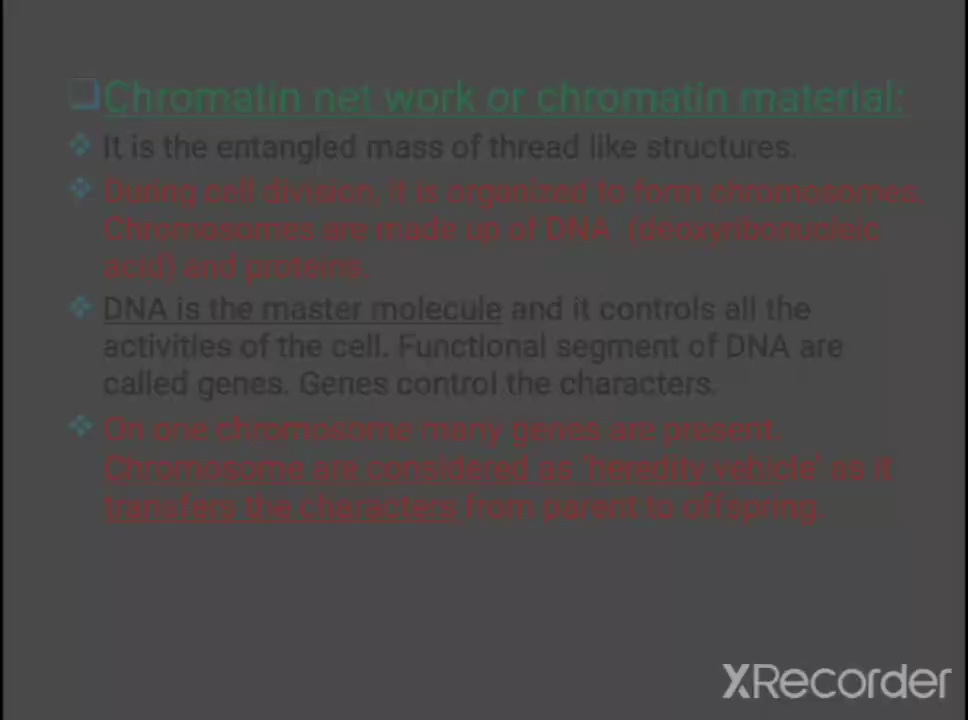 Chromatin net work or chromatin material:
It is the entangled mass of thread like structures.
During cell division, it is organized to form chromosomes.
Chromosomes are made up of DNA (deoxyribonucleic
acid) and proteins.
DNA is the master molecule and it controls all the
activities of the cell. Functional segment of DNA are
called genes. Genes control the characters.
On one chromosome many genes are present.
Chromosome are considered as 'heredity vehicle' as it
transfers the characters from parent to offspring.
XRecorder